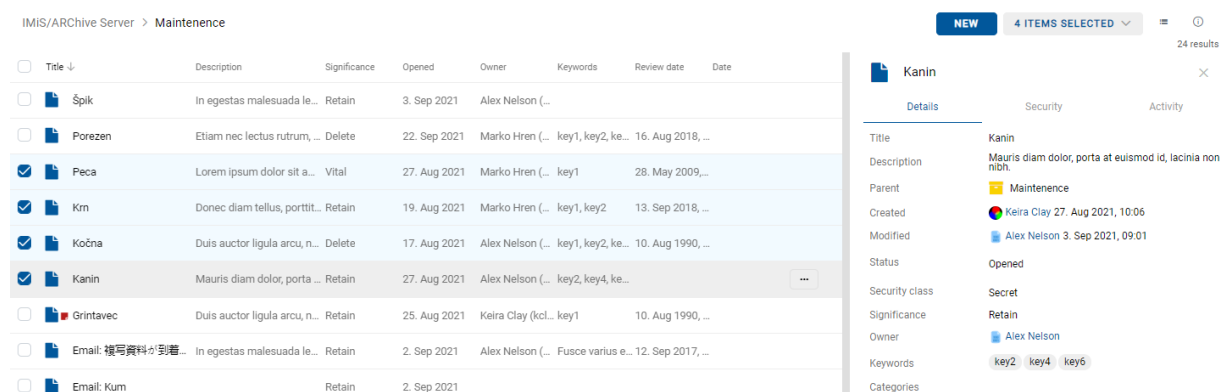 IMiS/ARChive Server > Maintenence
NEW
4 ITEMS SELECTED
24 results
Title Description Significance Opened Owner Keywords Review date Date
Špik In egestas malesuada le... Retain 3. Sep 2021 Alex Nelson (...
Porezen Etiam nec lectus rutrum, ... Delete 22. Sep 2021 Marko Hren (... key1, key2, ke... 16. Aug 2018, ...
Peca Lorem ipsum dolor sit a... Vital 27. Aug 2021 Marko Hren (... key1 28. May 2009,...
Krn Donec diam tellus, porttit... Retain 19. Aug 2021 Marko Hren (... key1, key2 13. Sep 2018, ...
Kočna Duis auctor ligula arcu, n... Delete 17. Aug 2021 Alex Nelson (... key1, key2, ke... 10. Aug 1990, ...
Kanin Mauris diam dolor, porta ... Retain 27. Aug 2021 Alex Nelson (... key2, key4, ke... ...
Grintavec Duis auctor ligula arcu, n... Retain 25. Aug 2021 Keira Clay (kcl... key1 10. Aug 1990, ...
Email: 複写資料が到着... In egestas malesuada le... Retain 2. Sep 2021 Alex Nelson (... Fusce varius e... 12. Sep 2017, ...
Email: Kum Retain 2. Sep 2021
Kanin
Details Security Activity
Title Kanin
Description Mauris diam dolor, porta at euismod id, lacinia non
nibh.
Parent Maintenence
Created Keira Clay 27. Aug 2021, 10:06
Modified Alex Nelson 3. Sep 2021, 09:01
Status Opened
Security class Secret
Significance Retain
Owner Alex Nelson
Keywords key2 key4 key6
Categories